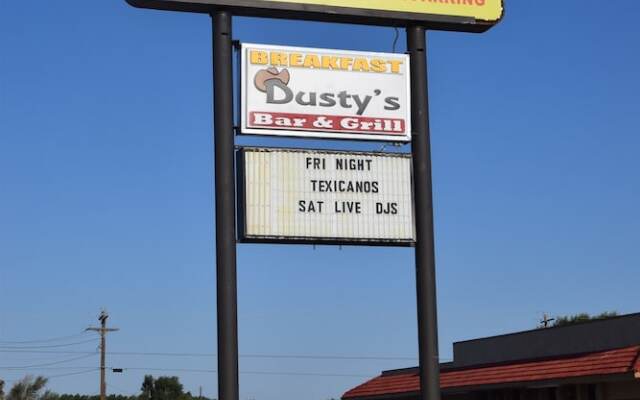 BREAKFAST
Dusty's
Bar & Grill
FRI NIGHT
TEXICANOS
SAT LIVE DJS